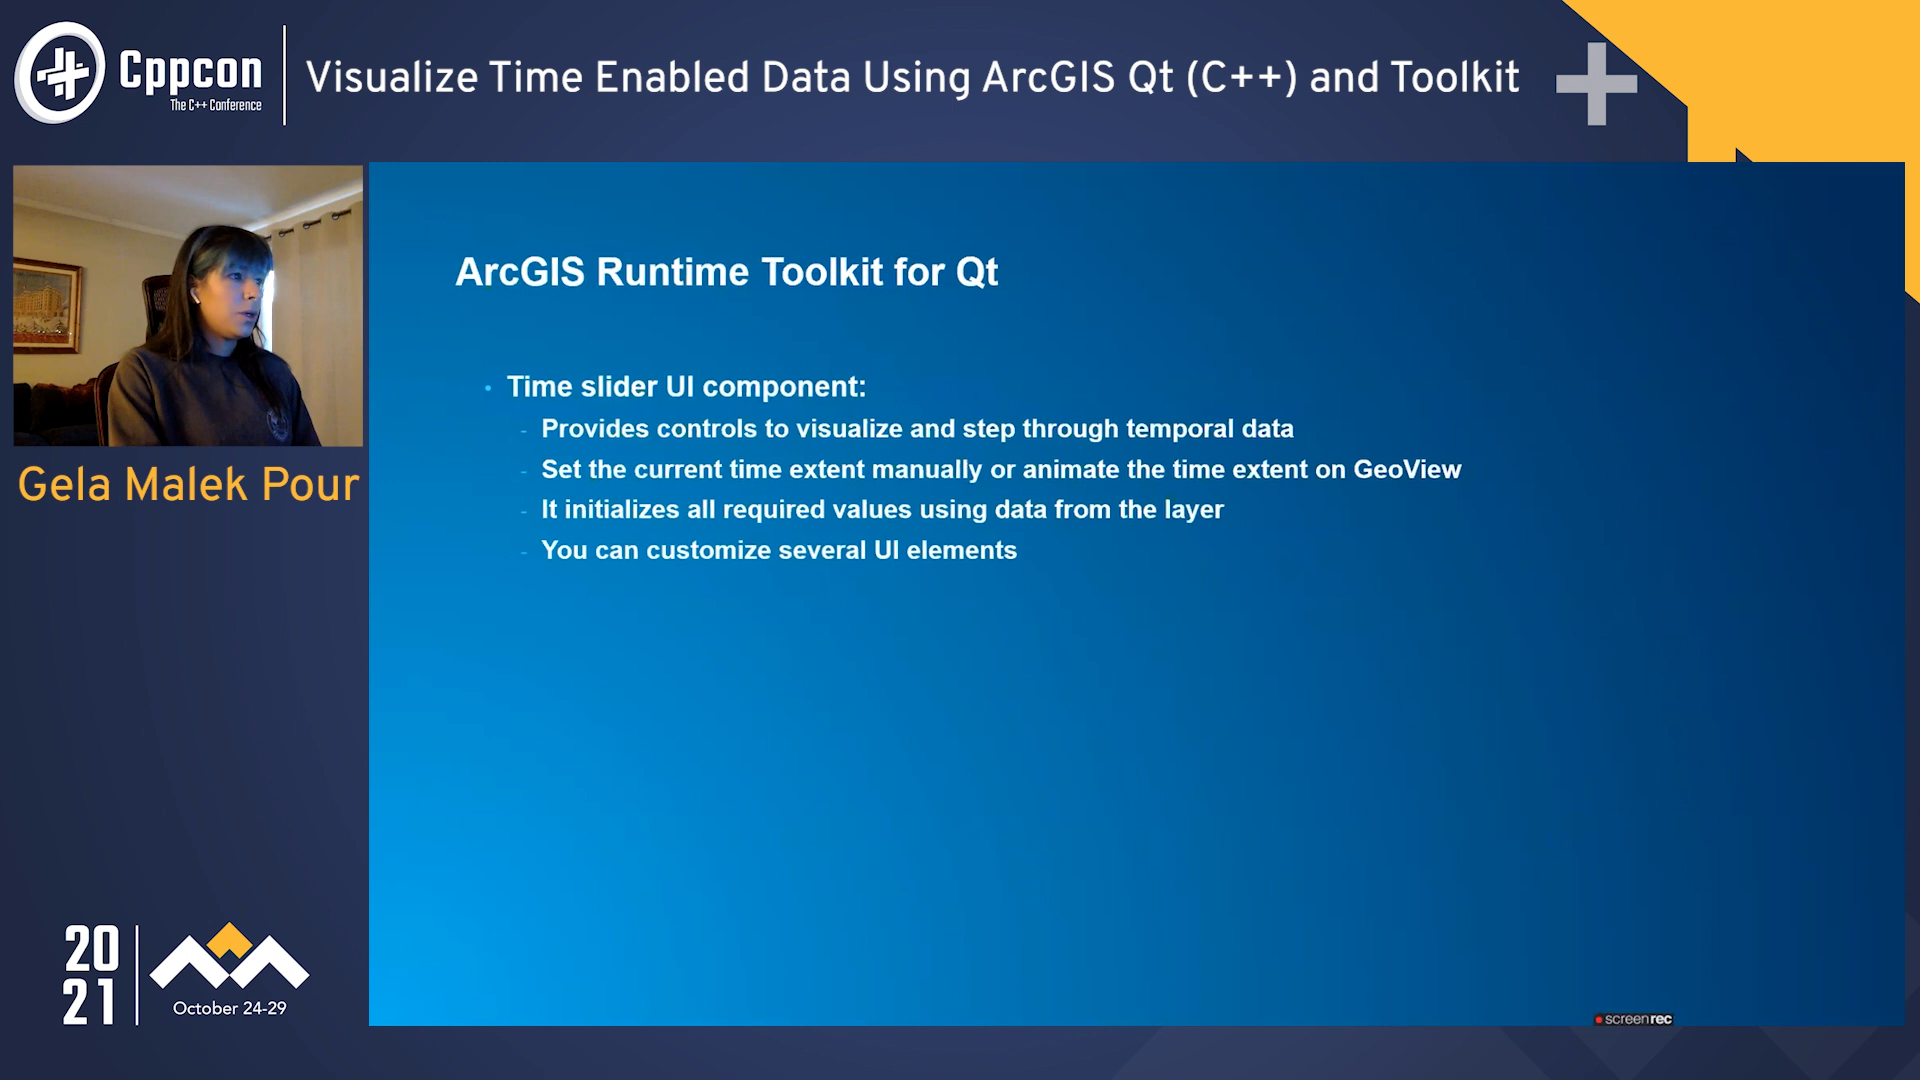 Cppcon
The C++ Conference
Visualize Time Enabled Data Using ArcGIS Qt (C++) and Toolkit
Gela Malek Pour
ArcGIS Runtime Toolkit for Qt
• Time slider UI component:
- Provides controls to visualize and step through temporal data
- Set the current time extent manually or animate the time extent on GeoView
- It initializes all required values using data from the layer
- You can customize several UI elements
20
21
October 24-29
screenrec